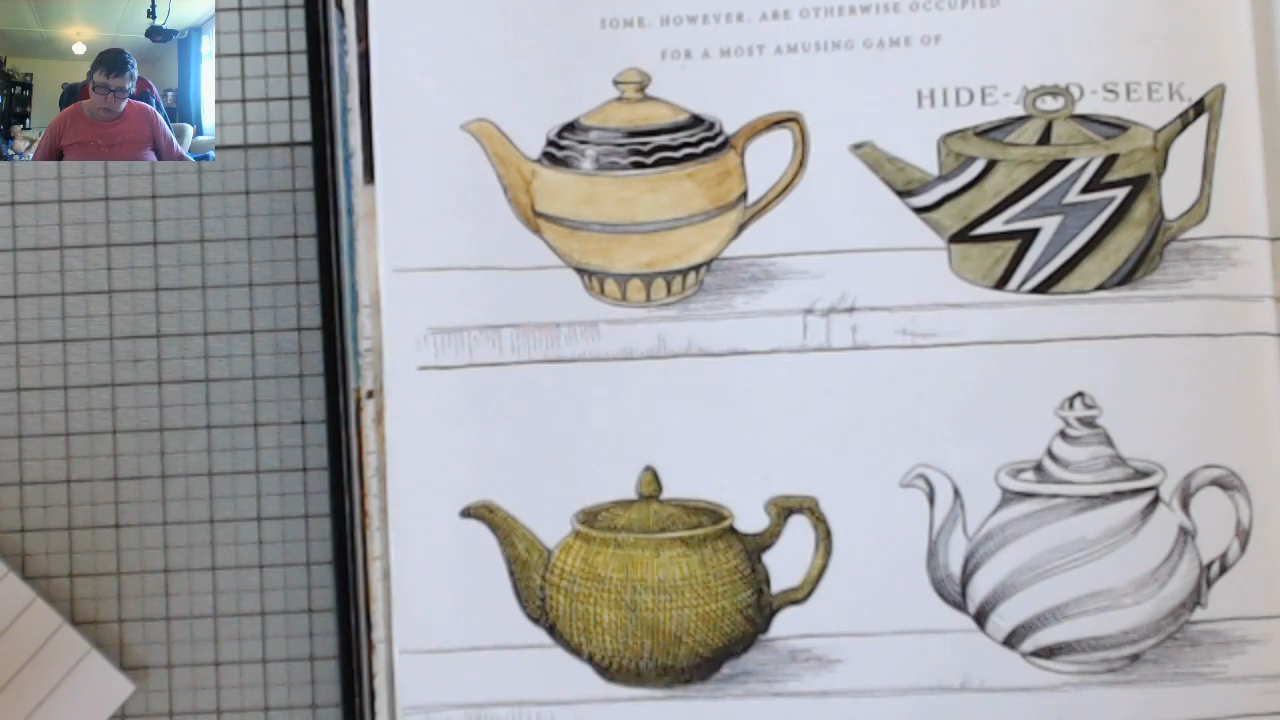 SOME, HOWEVER, ARE OTHERWISE OCCUPIED
FOR A MOST AMUSING GAME OF
HIDE-AND-SEEK,